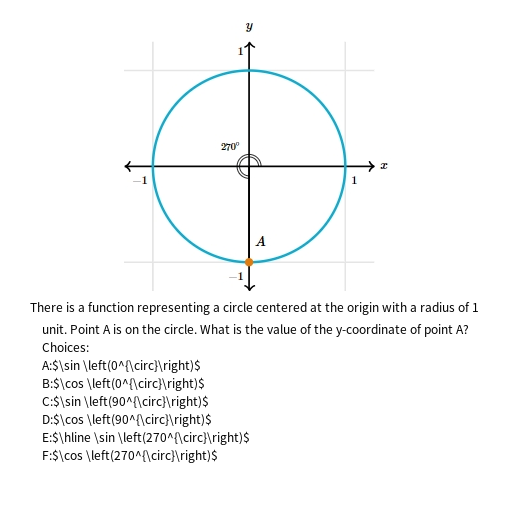 y
1
270°
x
−1
1
A
−1
There is a function representing a circle centered at the origin with a radius of 1
unit. Point A is on the circle. What is the value of the y-coordinate of point A?
Choices:
A:$\sin \left(0^{\circ}\right)$
B:$\cos \left(0^{\circ}\right)$
C:$\sin \left(90^{\circ}\right)$
D:$\cos \left(90^{\circ}\right)$
E:$\hline \sin \left(270^{\circ}\right)$
F:$\cos \left(270^{\circ}\right)$